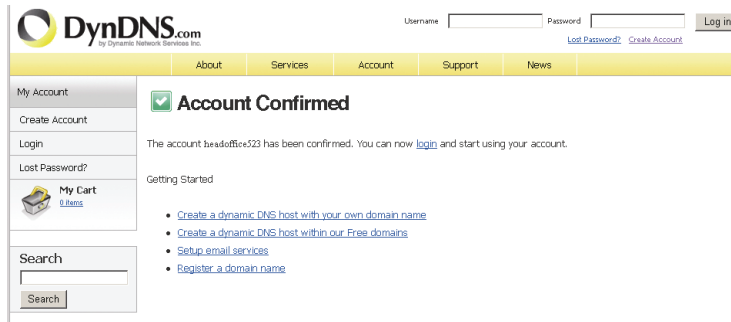 DynDNS.com
by Dynamic Network Services Inc.
Username
Password
Log in
Lost Password? Create Account
About Services Account Support News
My Account
Create Account
Login
Lost Password?
My Cart
0 items
Search
Search
Account Confirmed
The account headoffice523 has been confirmed. You can now login and start using your account.
Getting Started
Create a dynamic DNS host with your own domain name
Create a dynamic DNS host within our Free domains
Setup email services
Register a domain name